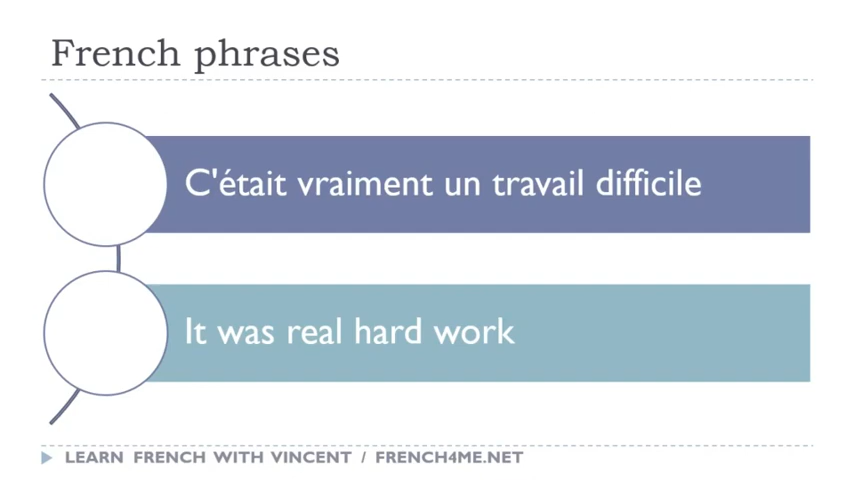 French phrases
C'était vraiment un travail difficile
It was real hard work
LEARN FRENCH WITH VINCENT / FRENCH4ME.NET